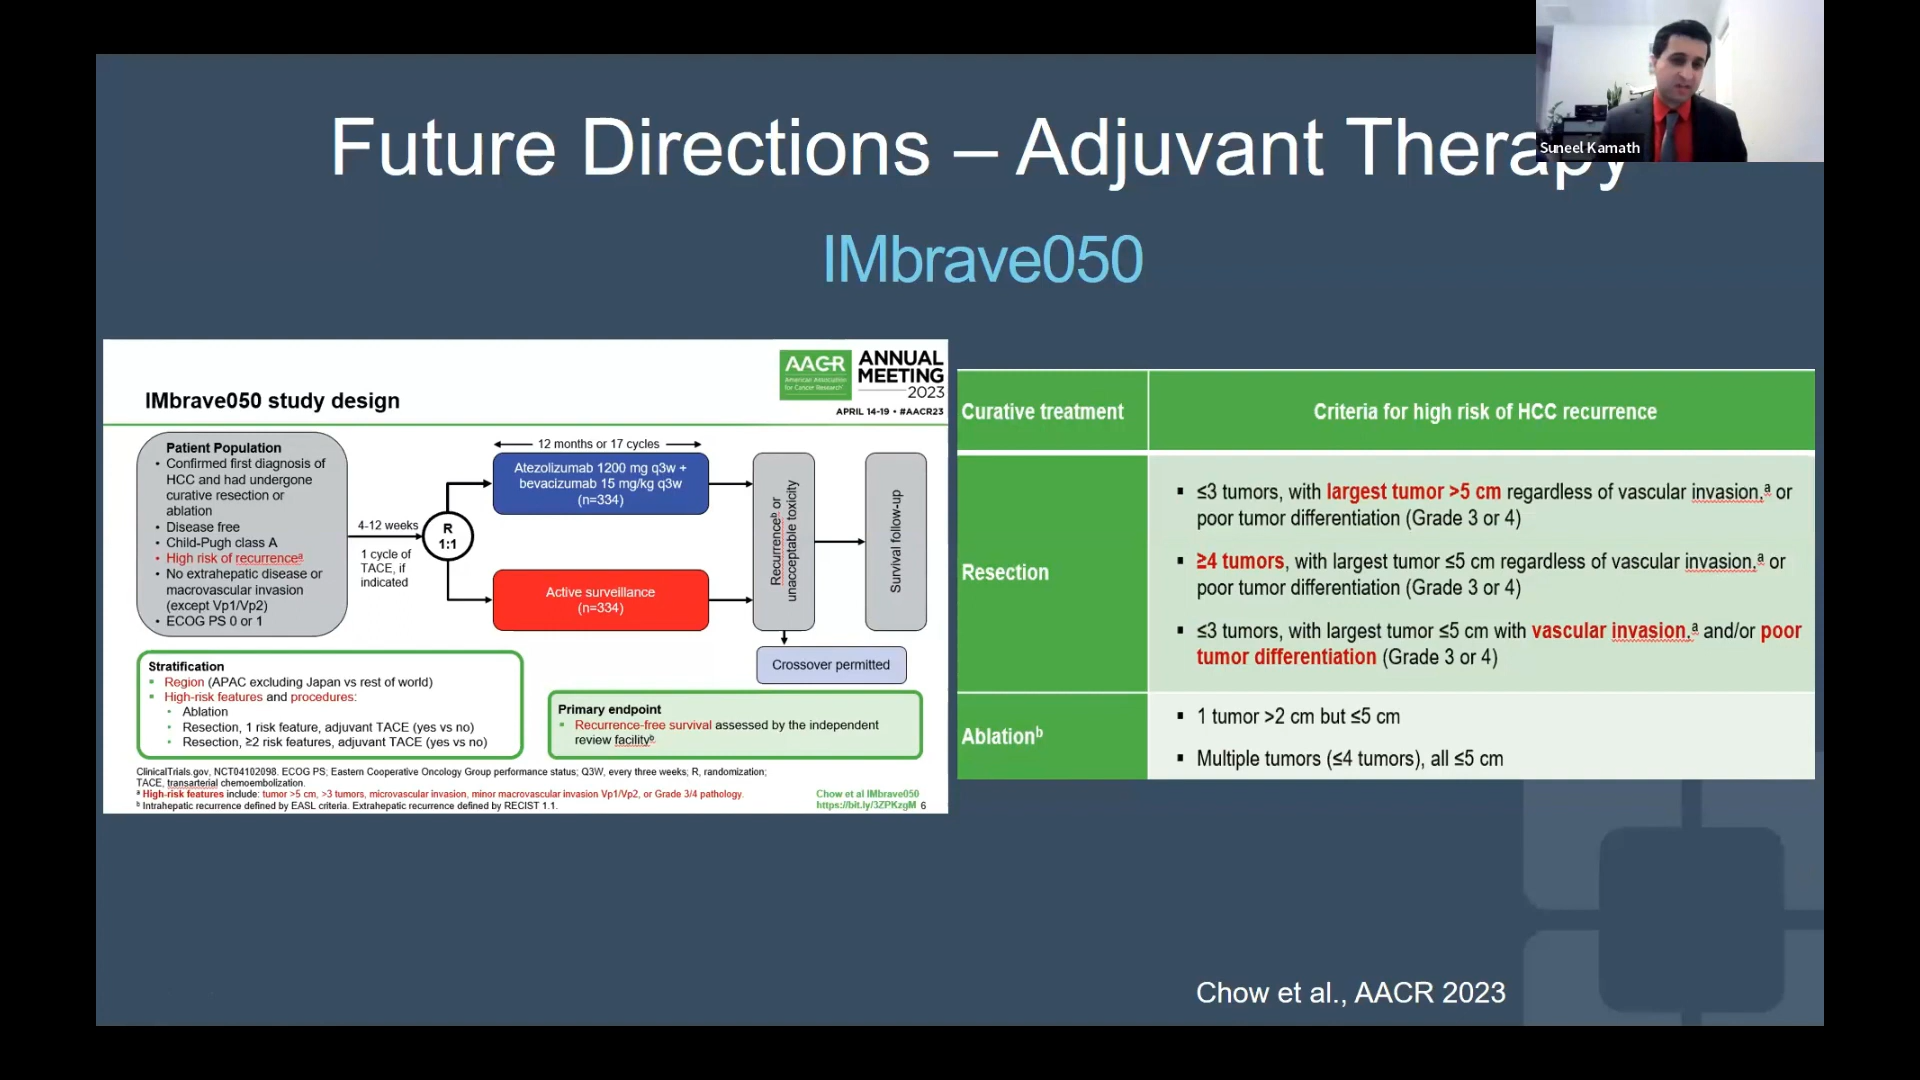 Future Directions – Adjuvant Therapy
Suneel Kamath
IMbrave050
IMbrave050 study design
AACR
American Association
for Cancer Research
ANNUAL
MEETING
2023
APRIL 14-19 • #AACR23
Patient Population
• Confirmed first diagnosis of
HCC and had undergone
curative resection or
ablation
• Disease free
• Child-Pugh class A
• High risk of recurrenceᵃ
• No extrahepatic disease or
macrovascular invasion
(except Vp1/Vp2)
• ECOG PS 0 or 1
4-12 weeks
1 cycle of
TACE, if
indicated
R
1:1
12 months or 17 cycles
Atezolizumab 1200 mg q3w +
bevacizumab 15 mg/kg q3w
(n=334)
Active surveillance
(n=334)
Recurrenceᵇ or
unacceptable toxicity
Survival follow-up
Crossover permitted
Stratification
▪ Region (APAC excluding Japan vs rest of world)
▪ High-risk features and procedures:
• Ablation
• Resection, 1 risk feature, adjuvant TACE (yes vs no)
• Resection, ≥2 risk features, adjuvant TACE (yes vs no)
Primary endpoint
▪ Recurrence-free survival assessed by the independent
review facilityᵇ
ClinicalTrials.gov, NCT04102098. ECOG PS, Eastern Cooperative Oncology Group performance status; Q3W, every three weeks; R, randomization;
TACE, transarterial chemoembolization.
ᵃ High-risk features include: tumor >5 cm, >3 tumors, microvascular invasion, minor macrovascular invasion Vp1/Vp2, or Grade 3/4 pathology.
ᵇ Intrahepatic recurrence defined by EASL criteria. Extrahepatic recurrence defined by RECIST 1.1.
Chow et al IMbrave050
https://bit.ly/3ZPKzgM 6
Curative treatment
Criteria for high risk of HCC recurrence
Resection
▪ ≤3 tumors, with largest tumor >5 cm regardless of vascular invasion,ᵃ or
poor tumor differentiation (Grade 3 or 4)
▪ ≥4 tumors, with largest tumor ≤5 cm regardless of vascular invasion,ᵃ or
poor tumor differentiation (Grade 3 or 4)
▪ ≤3 tumors, with largest tumor ≤5 cm with vascular invasion,ᵃ and/or poor
tumor differentiation (Grade 3 or 4)
Ablationᵇ
▪ 1 tumor >2 cm but ≤5 cm
▪ Multiple tumors (≤4 tumors), all ≤5 cm
Chow et al., AACR 2023